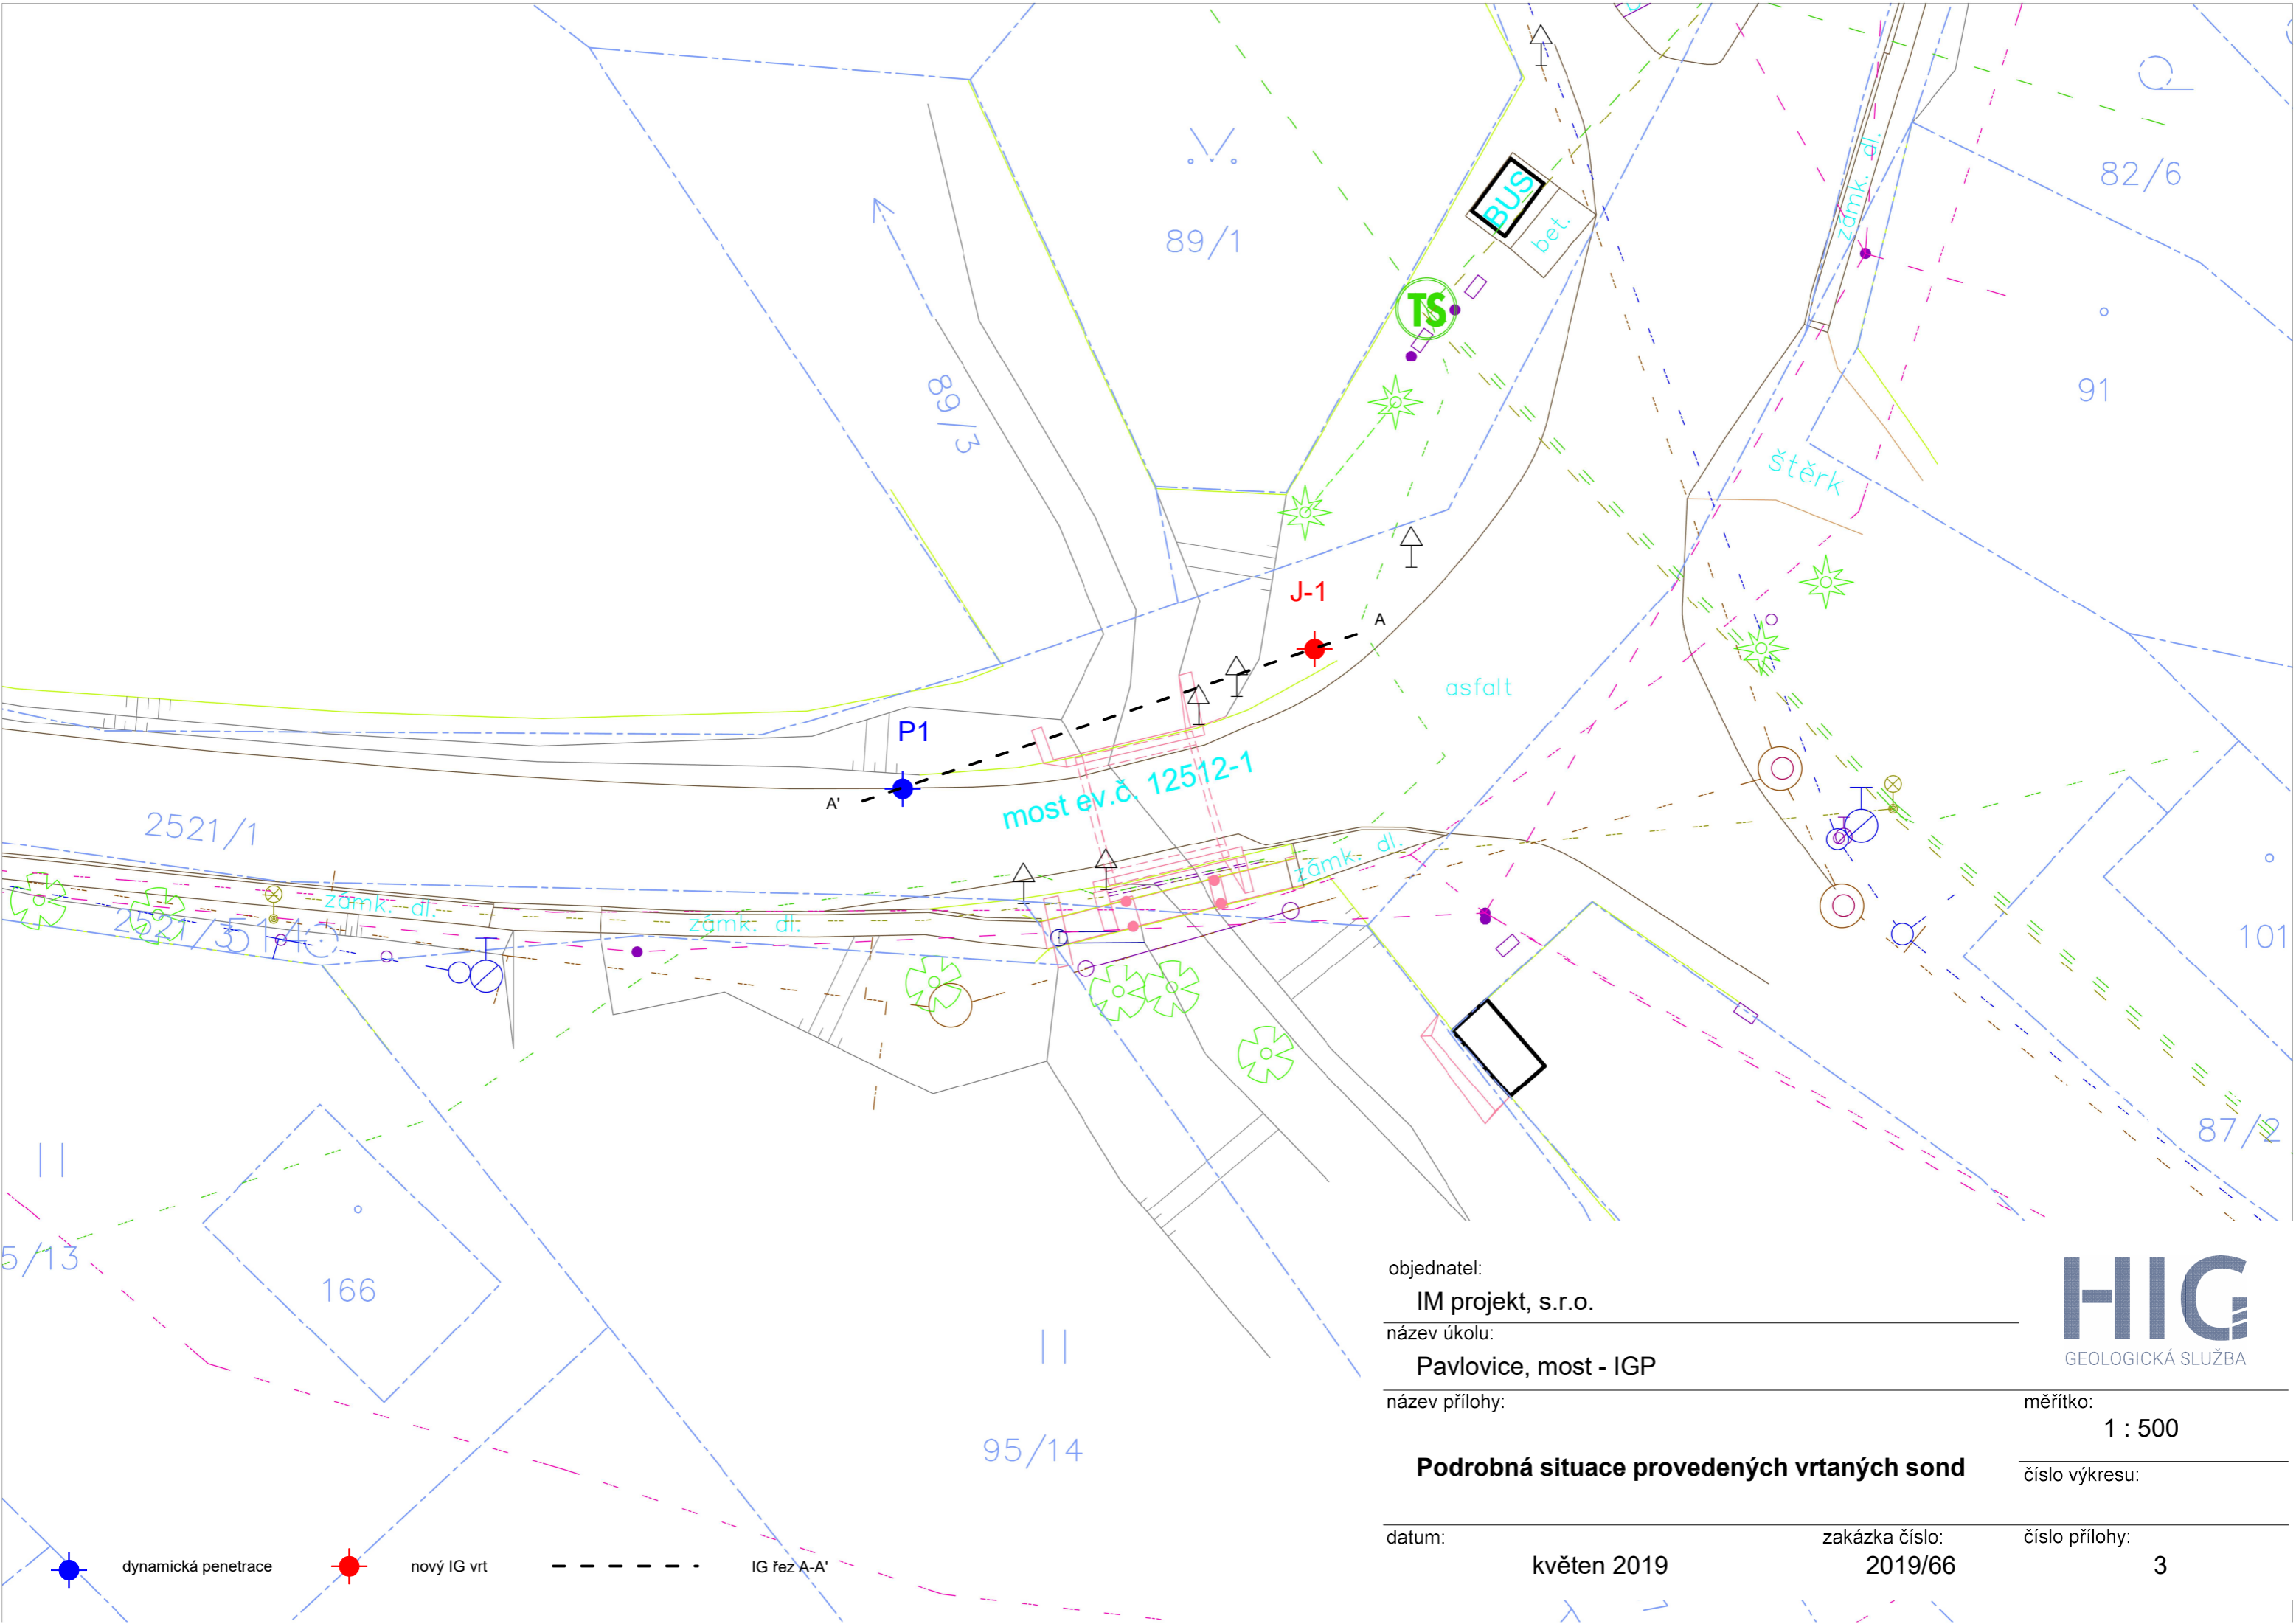 82/6
zámk. dl.
BUS
bet.
89/1
TS
91
89/3
štěrk
J-1
A
asfalt
P1
A'
most ev.č. 12512-1
2521/1
zámk. dl.
zámk. dl.
zámk. dl.
101
87/2
5/13
166
95/14
objednatel:
IM projekt, s.r.o.
název úkolu:
Pavlovice, most - IGP
HIG
GEOLOGICKÁ SLUŽBA
název přílohy:
měřítko:
1 : 500
Podrobná situace provedených vrtaných sond
číslo výkresu:
datum:
květen 2019
zakázka číslo:
2019/66
číslo přílohy:
3
dynamická penetrace
nový IG vrt
IG řez A-A'